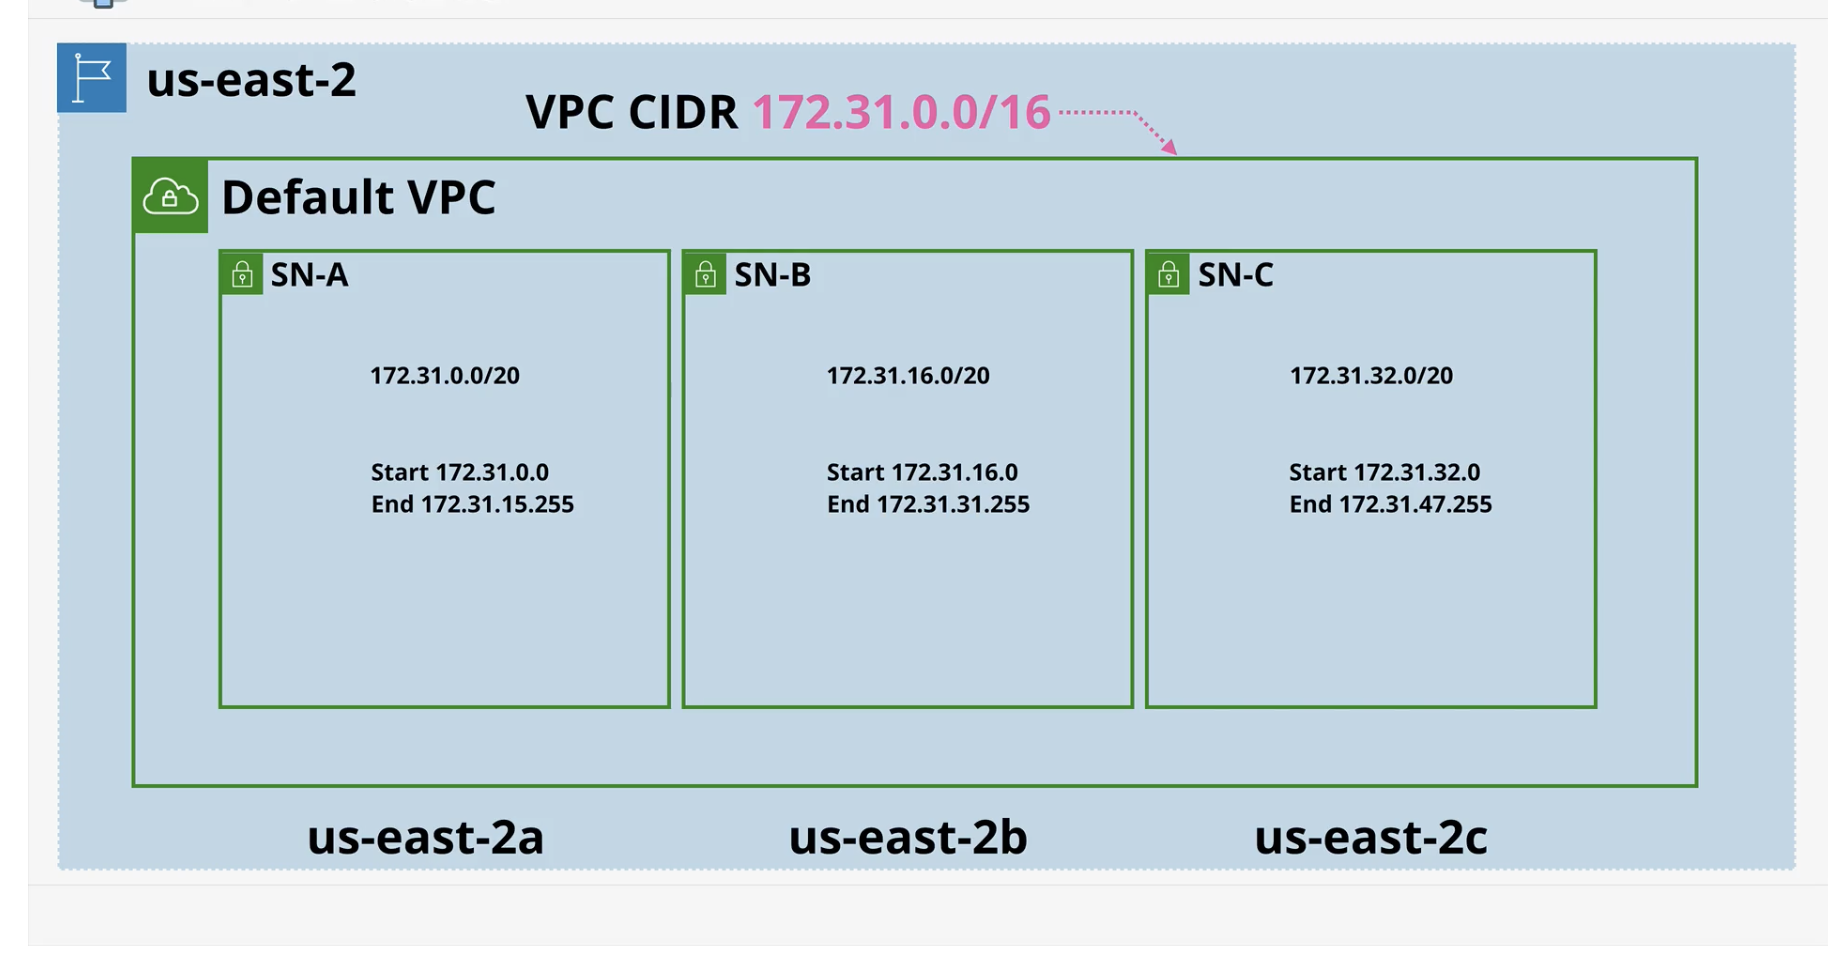 us-east-2
VPC CIDR 172.31.0.0/16
Default VPC
SN-A
172.31.0.0/20
Start 172.31.0.0
End 172.31.15.255
SN-B
172.31.16.0/20
Start 172.31.16.0
End 172.31.31.255
SN-C
172.31.32.0/20
Start 172.31.32.0
End 172.31.47.255
us-east-2a
us-east-2b
us-east-2c